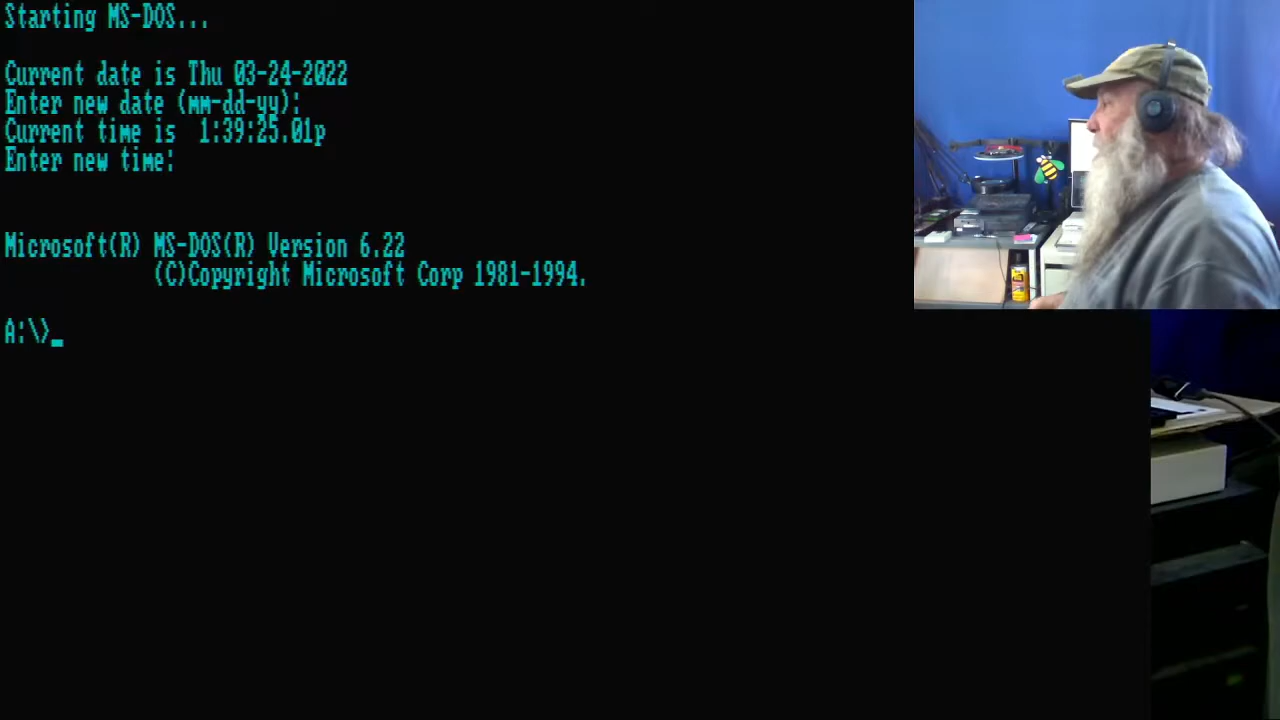 Starting MS-DOS...
Current date is Thu 03-24-2022
Enter new date (mm-dd-yy):
Current time is  1:39:25.01p
Enter new time:
Microsoft(R) MS-DOS(R) Version 6.22
(C)Copyright Microsoft Corp 1981-1994.
A:\>_